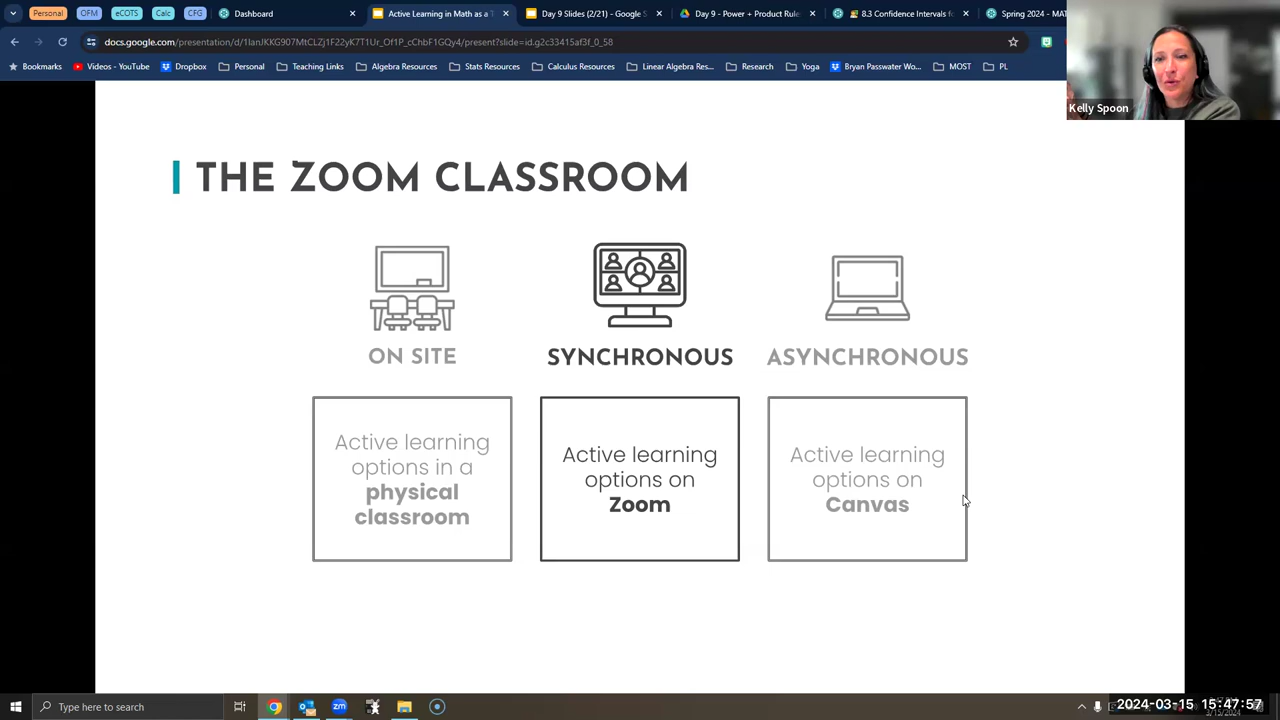 Personal
OFM
eCOTS
Calc
CFG
Dashboard
Active Learning in Math as a T
Day 9 Slides (2/21) - Google S
Day 9 - Power + Product Rule
8.3 Confidence Intervals fo
Spring 2024 - MAT
docs.google.com/presentation/d/1IanJKKG907MtCLZj1F22yK7T1Ur_Of1P_cChbF1GQy4/present?slide=id.g2c33415af3f_0_58
Bookmarks
Videos - YouTube
Dropbox
Personal
Teaching Links
Algebra Resources
Stats Resources
Calculus Resources
Linear Algebra Res...
Research
Yoga
Bryan Passwater Wo...
MOST
PL
Kelly Spoon
THE ZOOM CLASSROOM
ON SITE
SYNCHRONOUS
ASYNCHRONOUS
Active learning
options in a
physical
classroom
Active learning
options on
Zoom
Active learning
options on
Canvas
Type here to search
zm
2024-03-15 15:47:57